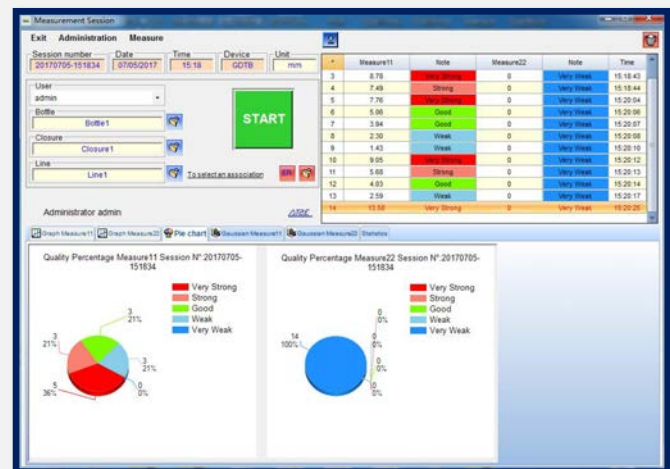 Measurement Session
Exit Administration Measure
Session number Date Time Device Unit
20170705-151834 07/05/2017 15:18 GDTB mm
User
admin
Bottle
Bottle1
START
Closure
Closure1
Line
Line1
To select an association
Administrator admin
* Measure11 Note Measure22 Note Time
3 8.78 Very Strong 0 Very Weak 15:18:43
4 7.49 Strong 0 Very Weak 15:18:44
5 7.76 Very Strong 0 Very Weak 15:20:04
6 5.06 Good 0 Very Weak 15:20:06
7 3.84 Good 0 Very Weak 15:20:07
8 2.30 Weak 0 Very Weak 15:20:08
9 1.43 Weak 0 Very Weak 15:20:10
10 9.05 Very Strong 0 Very Weak 15:20:12
11 5.68 Strong 0 Very Weak 15:20:13
12 4.03 Good 0 Very Weak 15:20:14
13 2.59 Weak 0 Very Weak 15:20:17
14 13.58 Very Strong 0 Very Weak 15:20:25
Graph Measure11 Graph Measure22 Pie chart Gaussian Measure11 Gaussian Measure22 Statistics
Quality Percentage Measure11 Session N°:20170705-
151834
Very Strong
Strong
Good
Weak
Very Weak
3
21%
3
21%
3
21%
0
0%
5
36%
Quality Percentage Measure22 Session N°:20170705-
151834
Very Strong
Strong
Good
Weak
Very Weak
14
100%
0
0%
0
0%
0
0%
0
0%